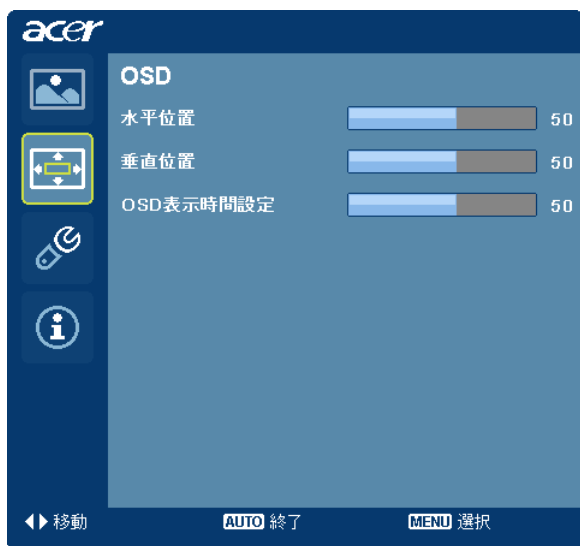 acer
OSD
水平位置 50
垂直位置 50
OSD表示時間設定 50
移動 AUTO 終了 MENU 選択